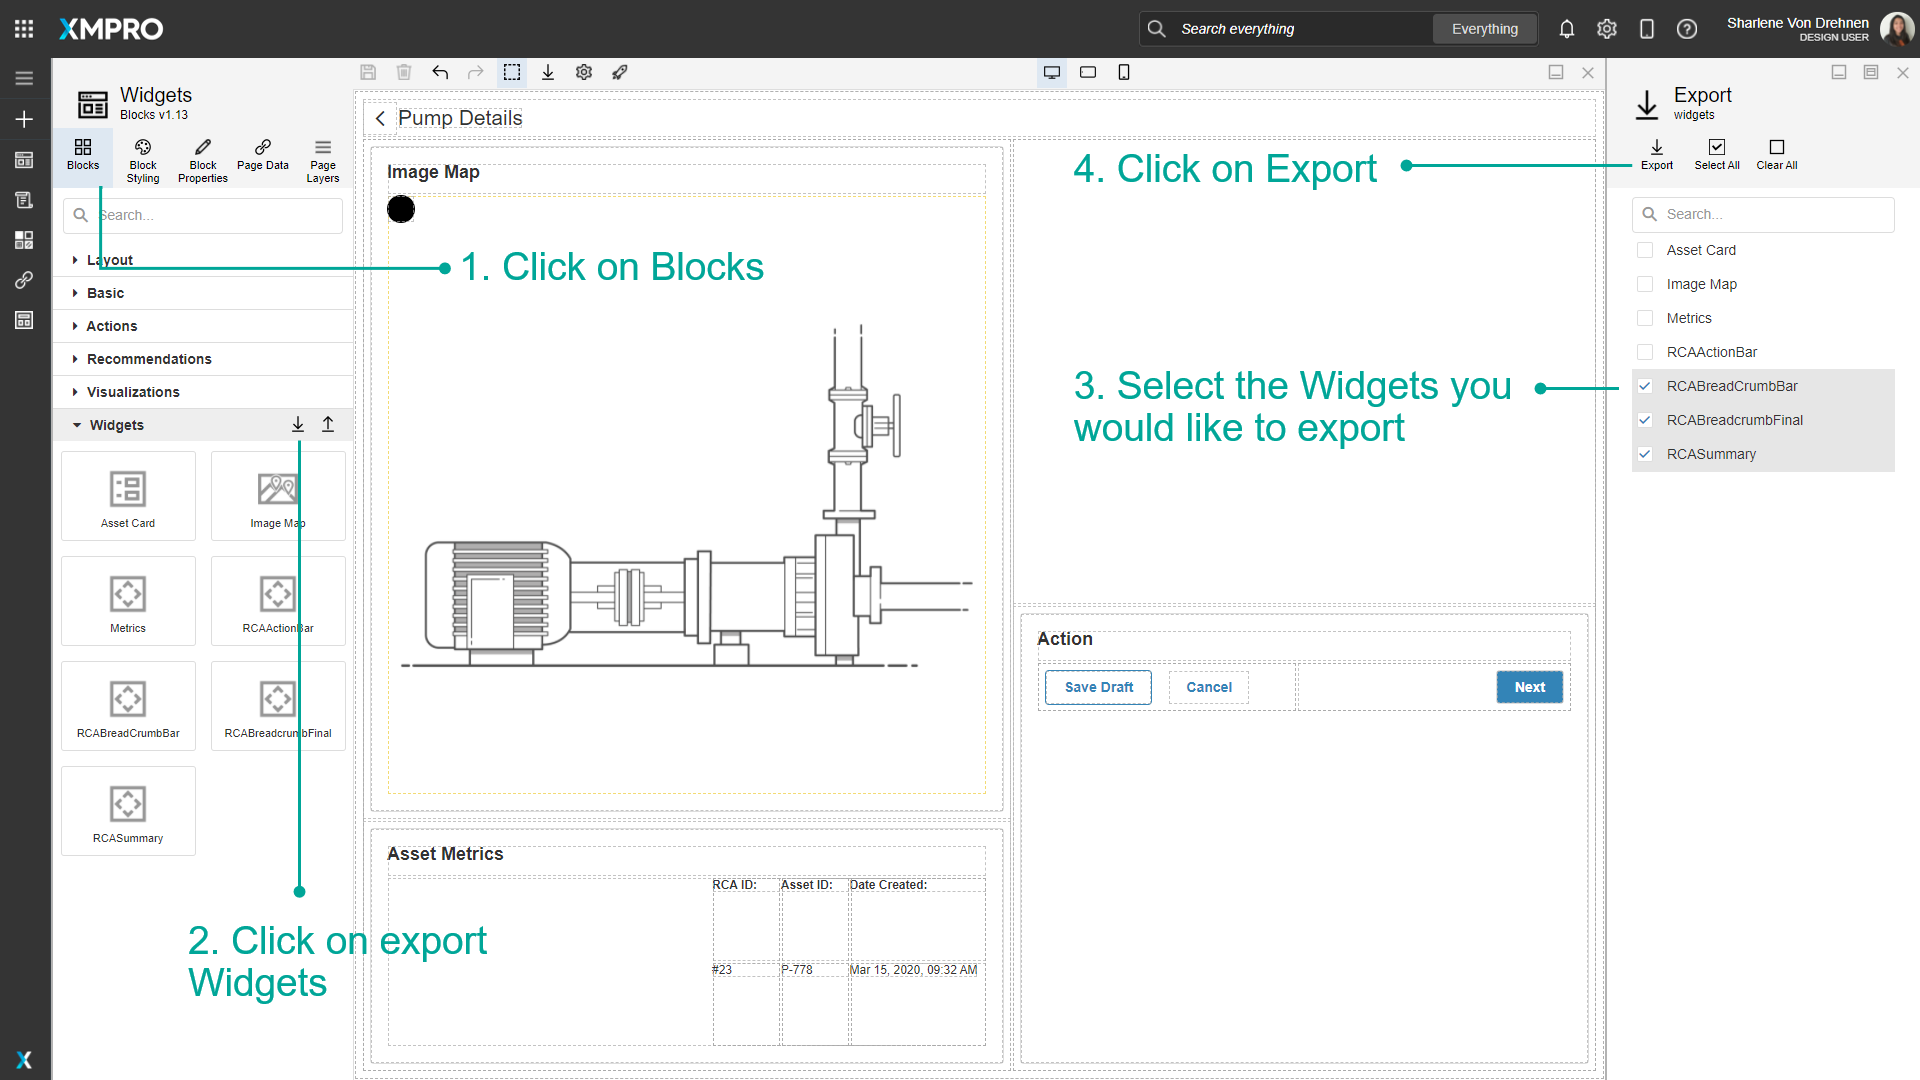 XMPRO
Search everything
Everything
Sharlene Von Drehnen
DESIGN USER
Widgets
Blocks v1.13
Blocks
Block Styling
Block Properties
Page Data
Page Layers
Search...
Layout
Basic
Actions
Recommendations
Visualizations
Widgets
Asset Card
Image Map
Metrics
RCAActionBar
RCABreadCrumbBar
RCABreadcrumbFinal
RCASummary
1. Click on Blocks
2. Click on export
Widgets
Pump Details
Image Map
Asset Metrics
RCA ID:
Asset ID:
Date Created:
#23
P-778
Mar 15, 2020, 09:32 AM
4. Click on Export
3. Select the Widgets you
would like to export
Action
Save Draft
Cancel
Next
Export
widgets
Export
Select All
Clear All
Search...
Asset Card
Image Map
Metrics
RCAActionBar
RCABreadCrumbBar
RCABreadcrumbFinal
RCASummary